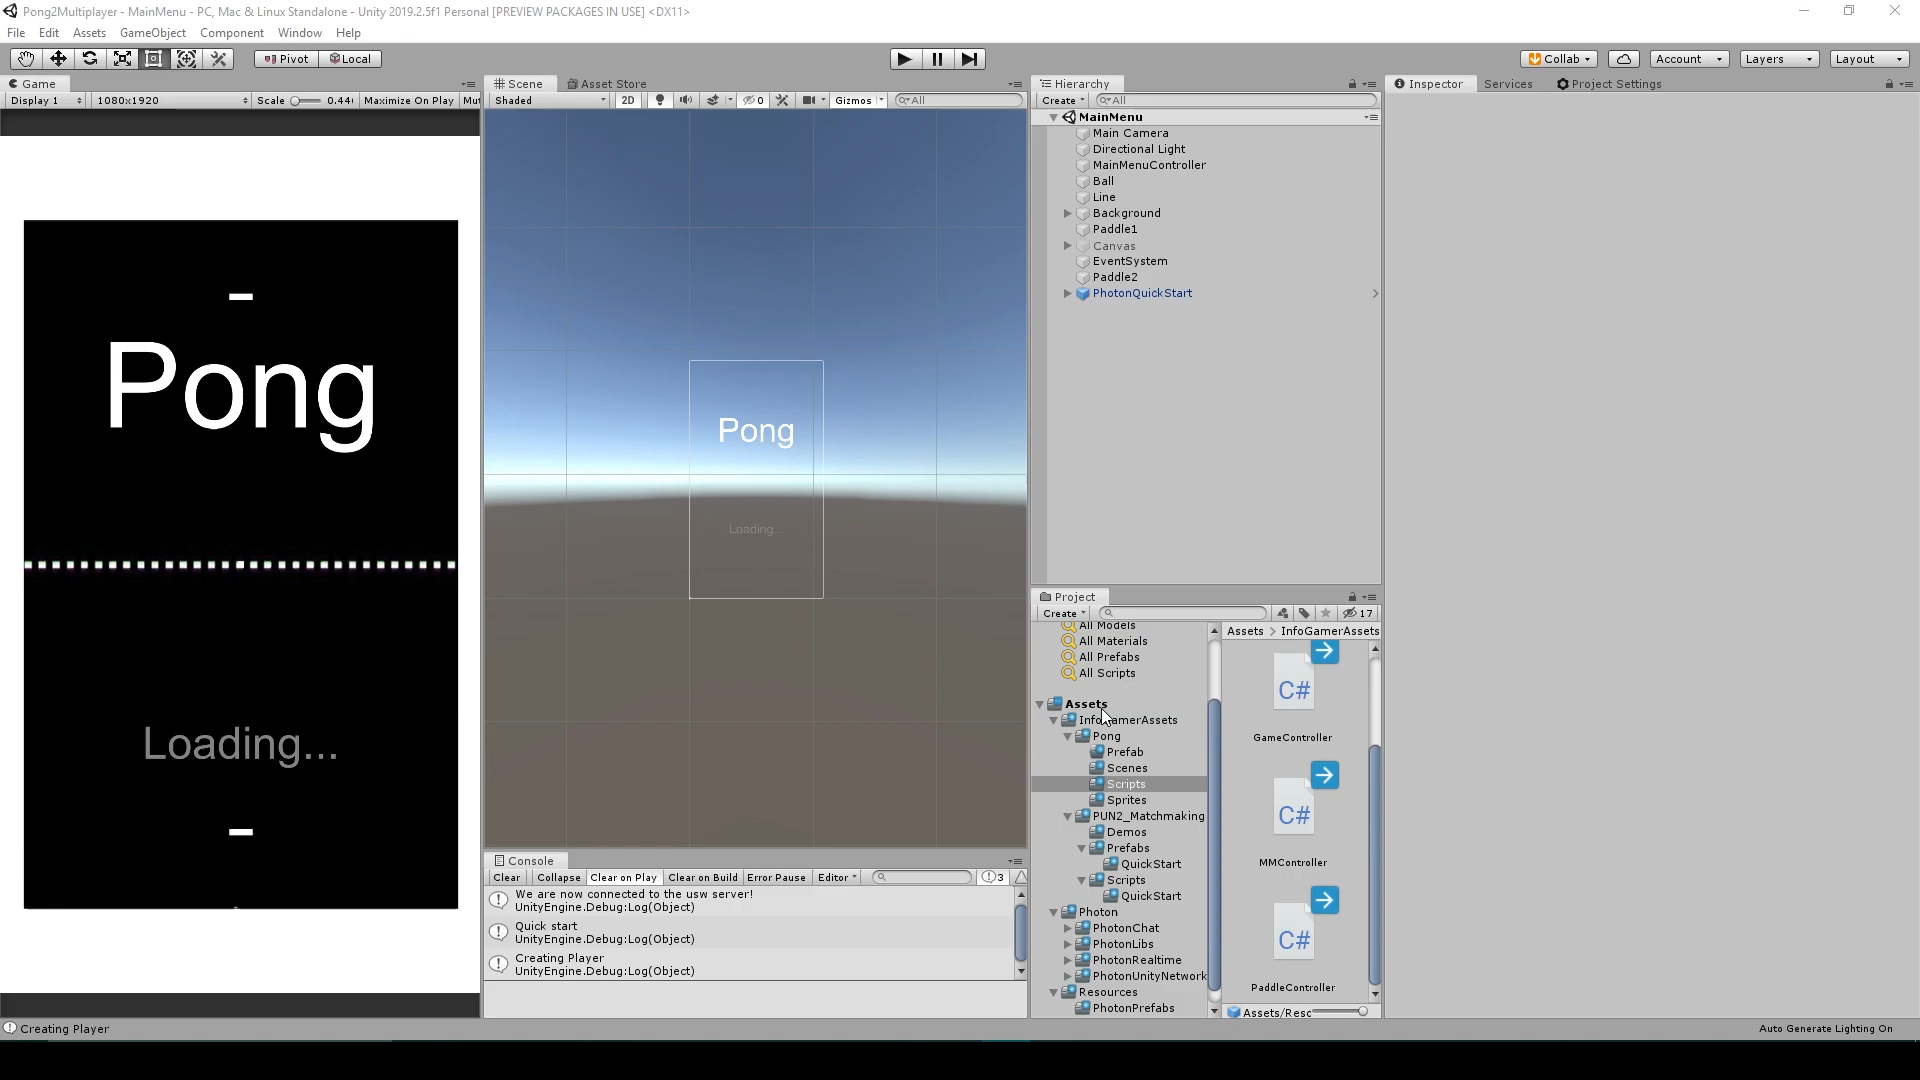 Pong2Multiplayer - MainMenu - PC, Mac & Linux Standalone - Unity 2019.2.5f1 Personal [PREVIEW PACKAGES IN USE] <DX11>
File Edit Assets GameObject Component Window Help
Pivot Local Collab Account Layers Layout
Game
Display 1 1080x1920 Scale 0.44 Maximize On Play
Scene Asset Store
Shaded 2D 0 Gizmos All
Hierarchy
Create All
MainMenu
Main Camera
Directional Light
MainMenuController
Ball
Line
Background
Paddle1
Canvas
EventSystem
Paddle2
PhotonQuickStart
Inspector Services Project Settings
Pong
Loading...
Pong
Loading...
Console
Clear Collapse Clear on Play Clear on Build Error Pause Editor 3
We are now connected to the usw server!
UnityEngine.Debug:Log(Object)
Quick start
UnityEngine.Debug:Log(Object)
Creating Player
UnityEngine.Debug:Log(Object)
Project
Create 17
All Models
All Materials
All Prefabs
All Scripts
Assets
InfoGamerAssets
Pong
Prefab
Scenes
Scripts
Sprites
PUN2_Matchmaking
Demos
Prefabs
QuickStart
Scripts
QuickStart
Photon
PhotonChat
PhotonLibs
PhotonRealtime
PhotonUnityNetwork
Resources
PhotonPrefabs
Assets > InfoGamerAssets
C#
GameController
C#
MMController
C#
PaddleController
Assets/Resc
Creating Player
Auto Generate Lighting On